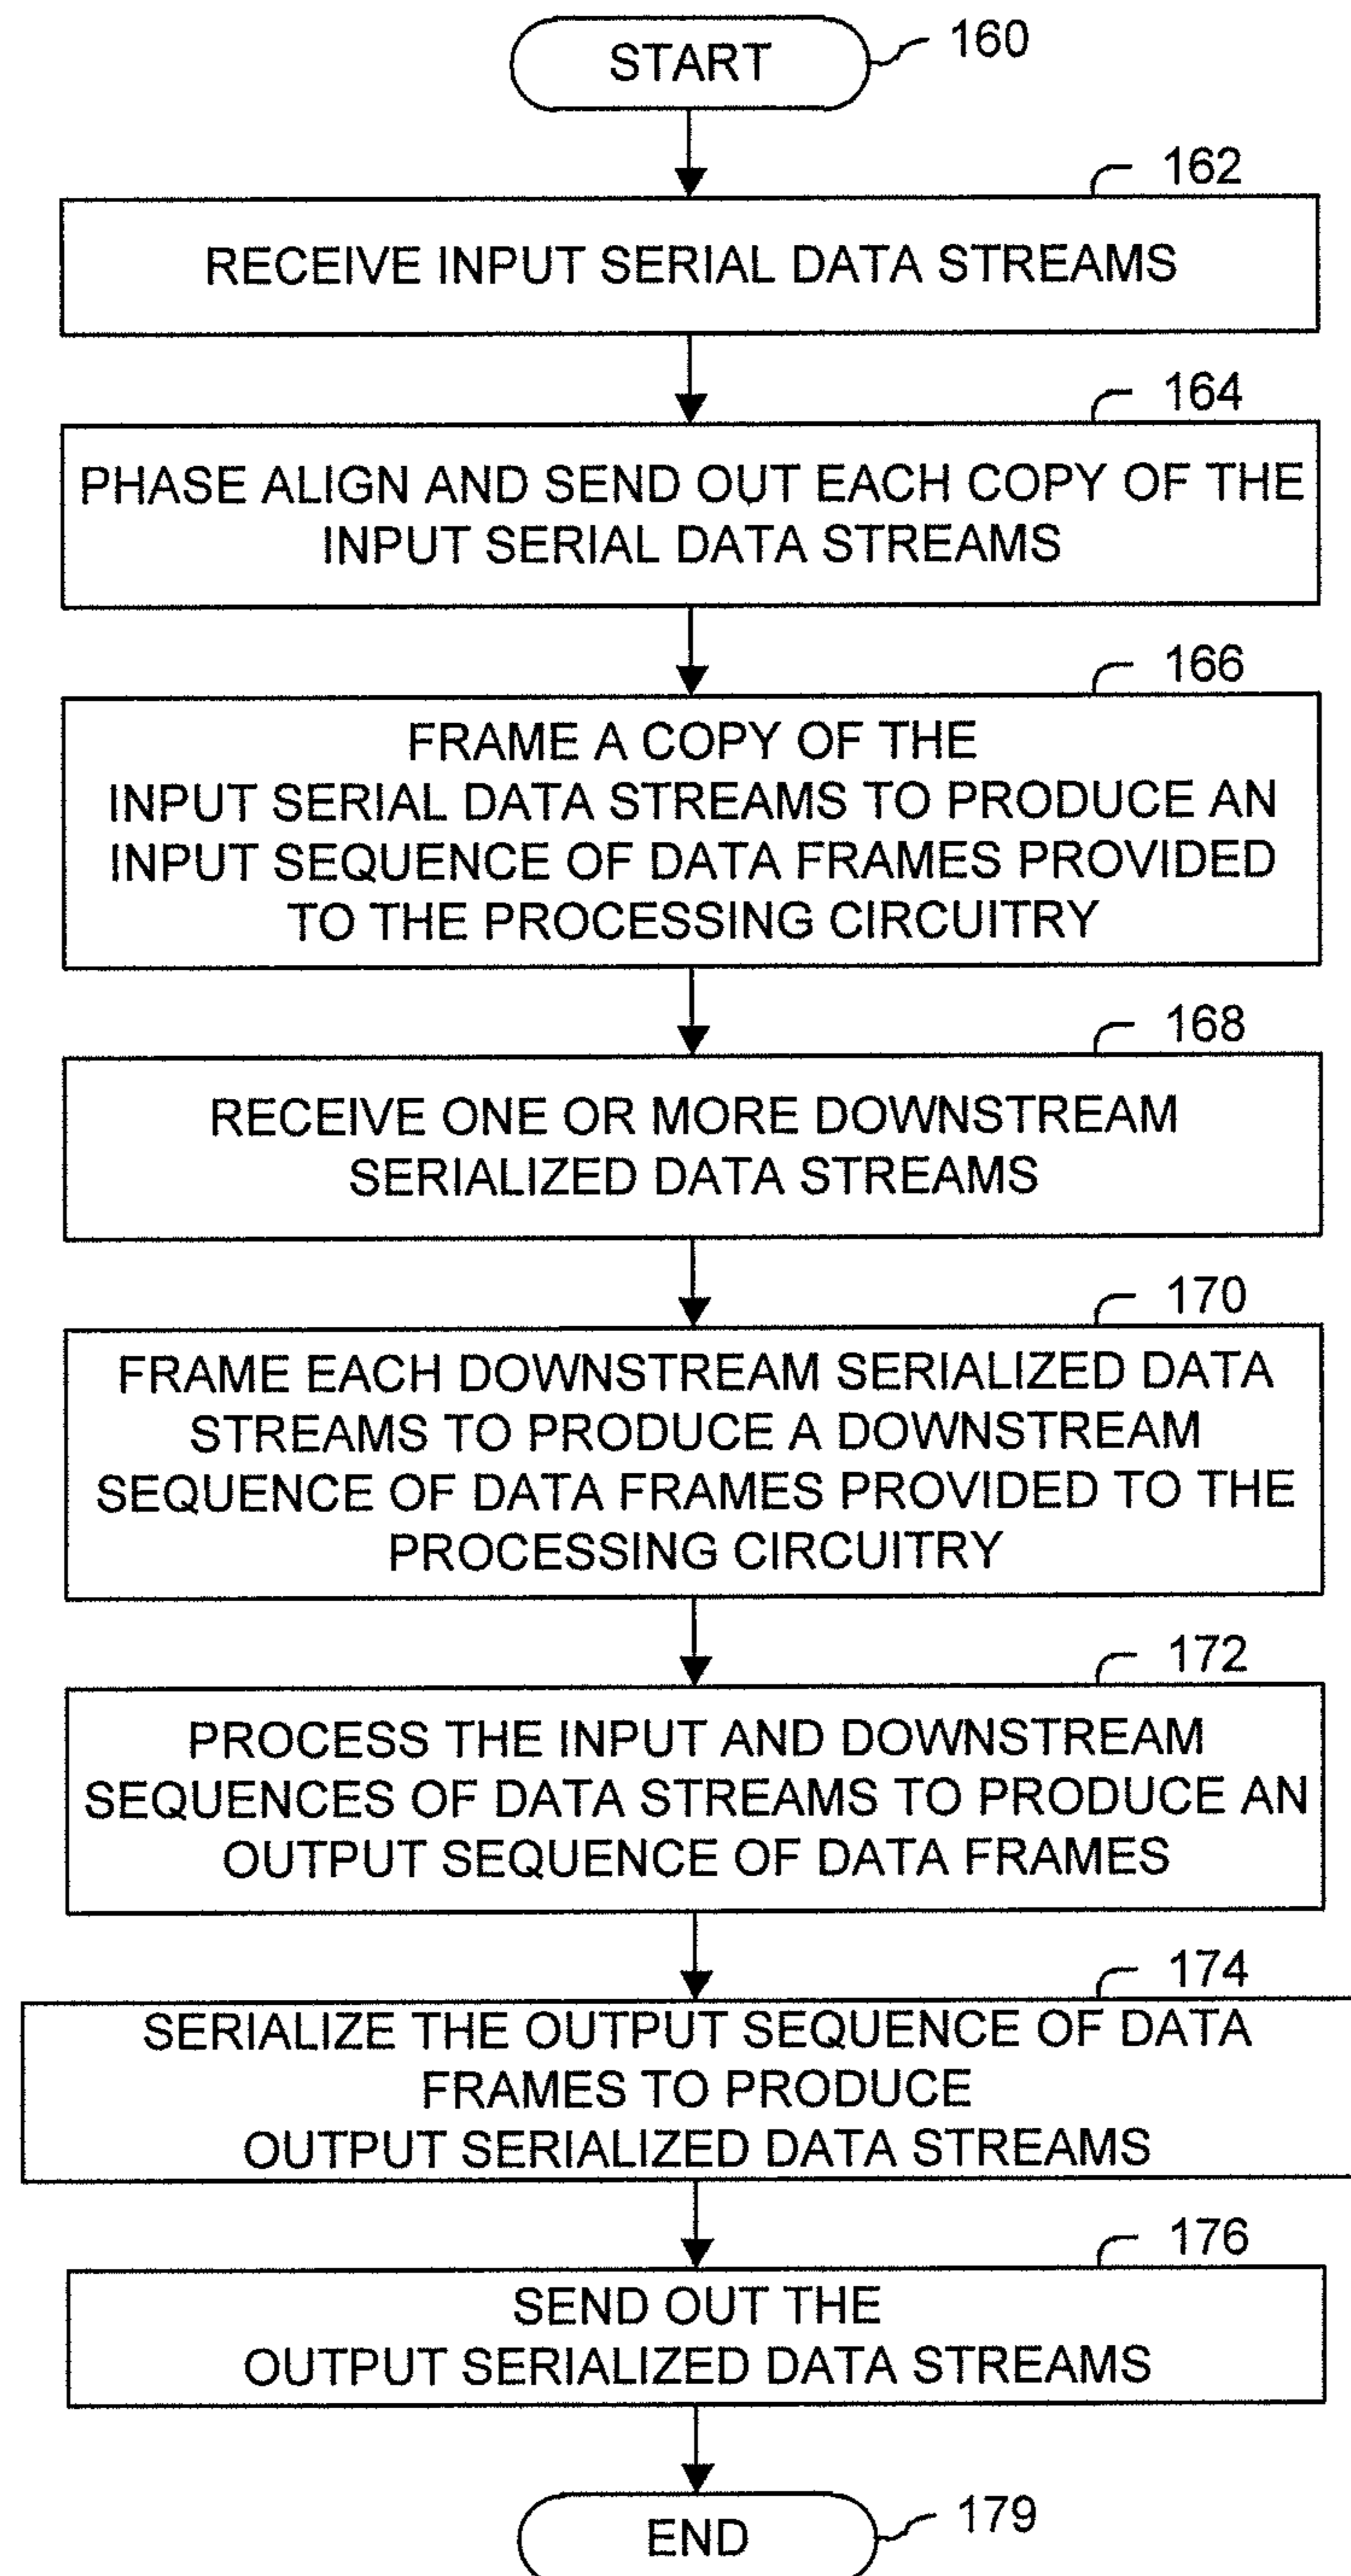 START
160
162
RECEIVE INPUT SERIAL DATA STREAMS
164
PHASE ALIGN AND SEND OUT EACH COPY OF THE
INPUT SERIAL DATA STREAMS
166
FRAME A COPY OF THE
INPUT SERIAL DATA STREAMS TO PRODUCE AN
INPUT SEQUENCE OF DATA FRAMES PROVIDED
TO THE PROCESSING CIRCUITRY
168
RECEIVE ONE OR MORE DOWNSTREAM
SERIALIZED DATA STREAMS
170
FRAME EACH DOWNSTREAM SERIALIZED DATA
STREAMS TO PRODUCE A DOWNSTREAM
SEQUENCE OF DATA FRAMES PROVIDED TO THE
PROCESSING CIRCUITRY
172
PROCESS THE INPUT AND DOWNSTREAM
SEQUENCES OF DATA STREAMS TO PRODUCE AN
OUTPUT SEQUENCE OF DATA FRAMES
174
SERIALIZE THE OUTPUT SEQUENCE OF DATA
FRAMES TO PRODUCE
OUTPUT SERIALIZED DATA STREAMS
176
SEND OUT THE
OUTPUT SERIALIZED DATA STREAMS
END
179